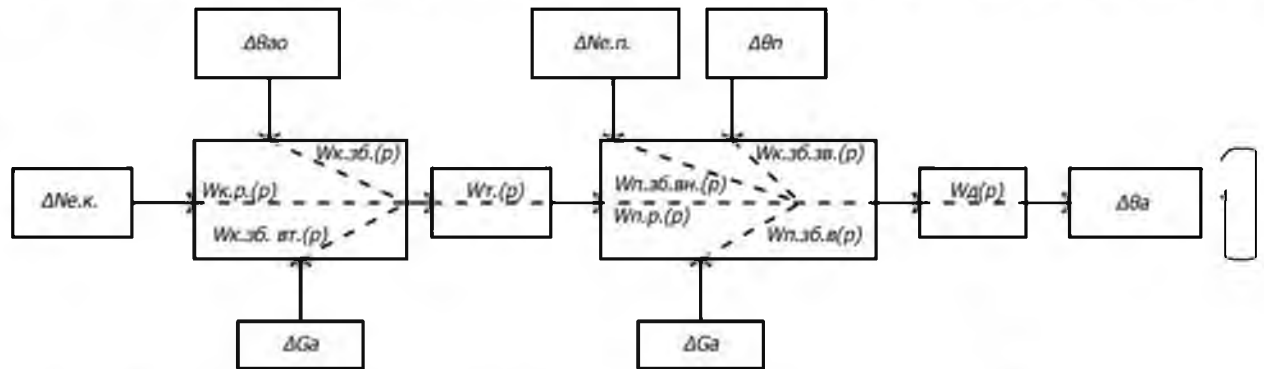 Δθao
ΔNe.п.
Δθп
Wк.зб.(р)
Wк.зб.зв.(р)
ΔNe.к.
Wк.р.(р)
Wт.(р)
Wп.зб.вн.(р)
Wп.р.(р)
Wд(р)
Δθa
Wк.зб. вт.(р)
Wп.зб.в(р)
ΔGa
ΔGa